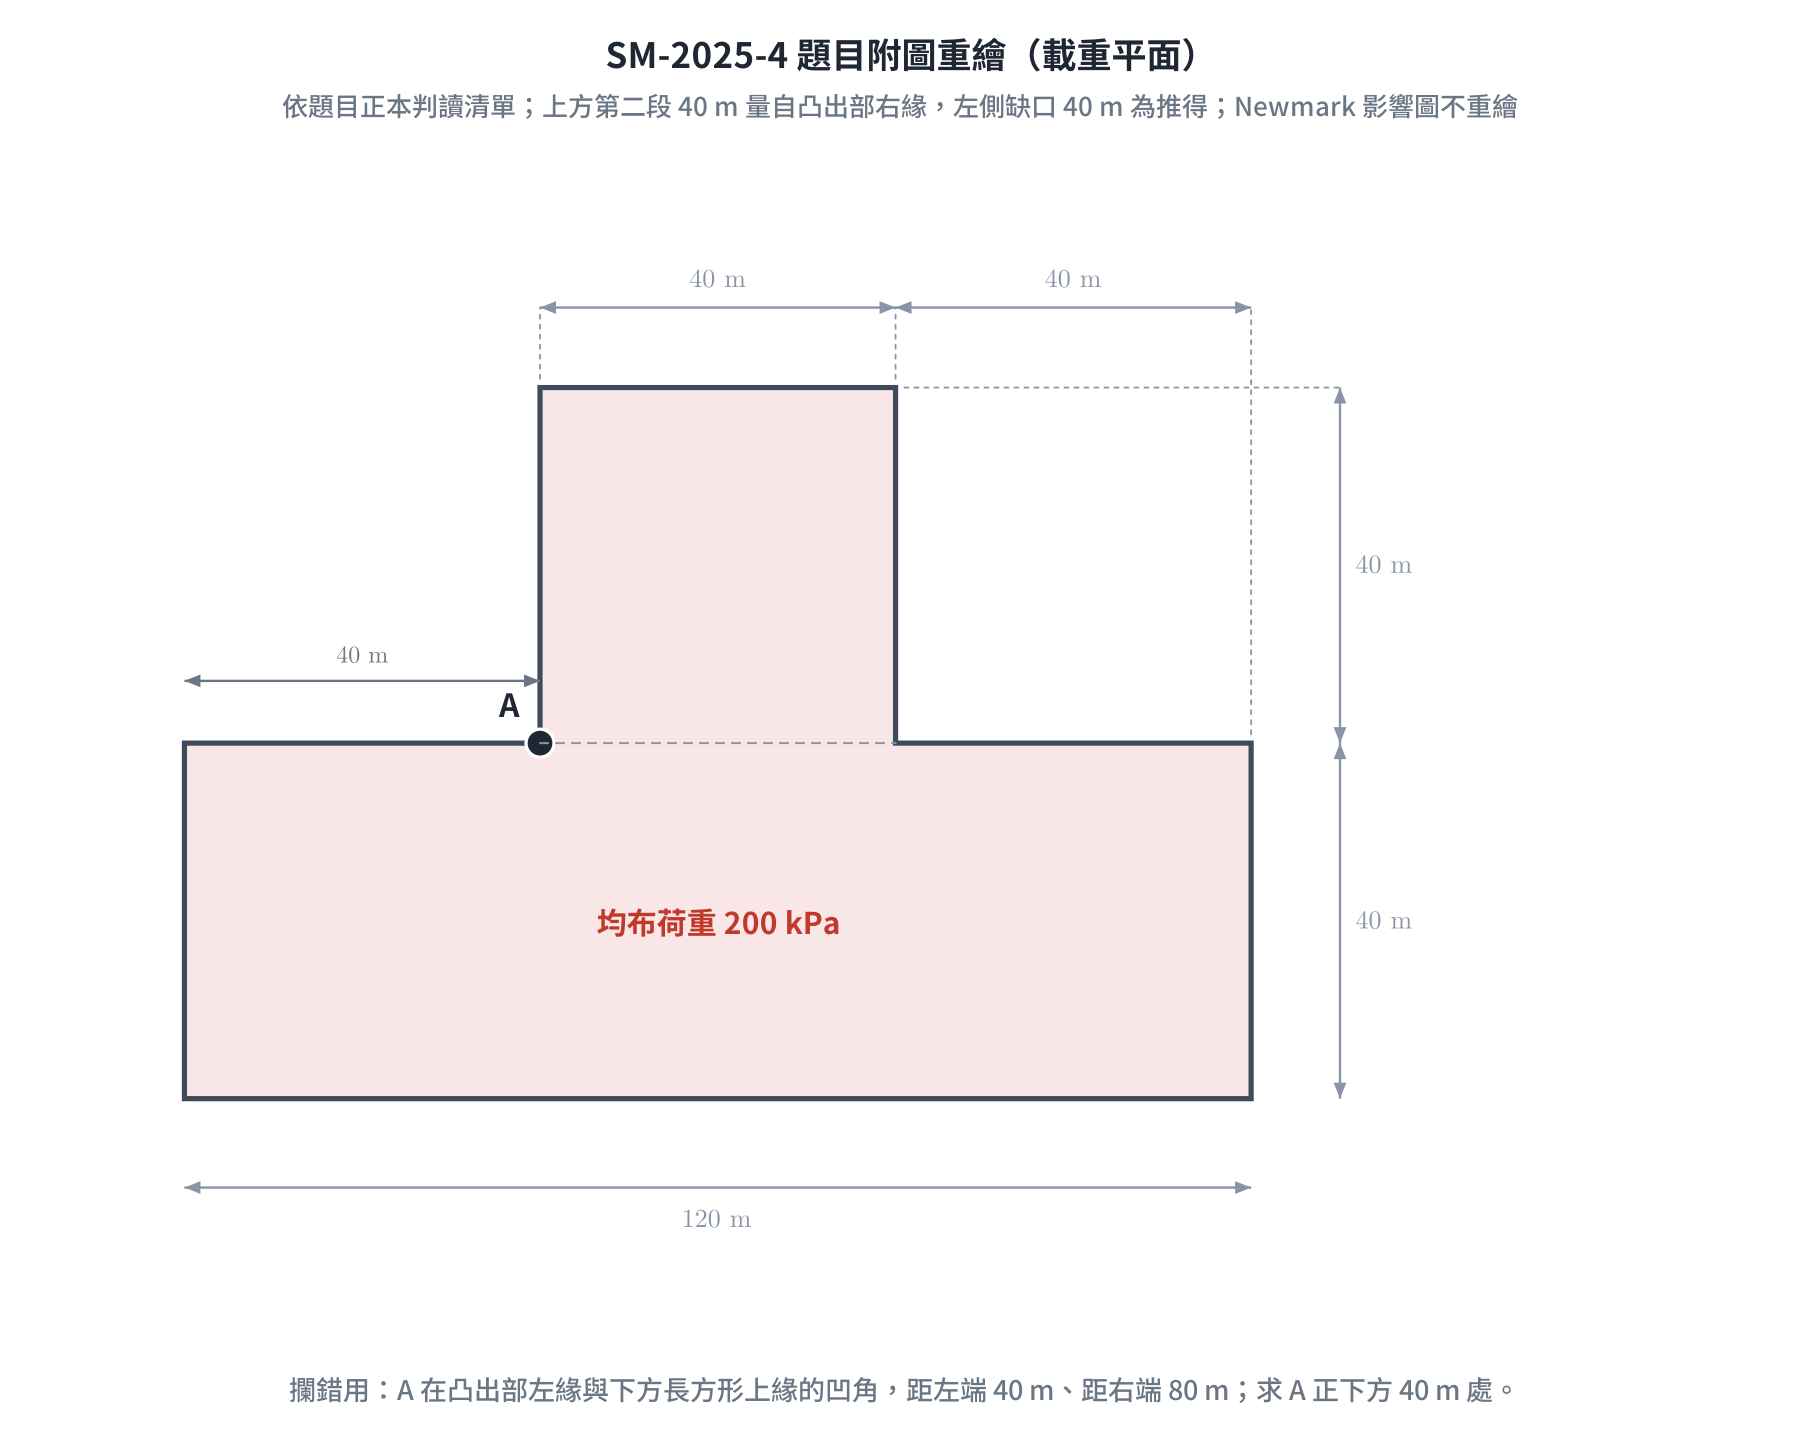 SM-2025-4 題目附圖重繪（載重平面）
依題目正本判讀清單；上方第二段 40 m 量自凸出部右緣，左側缺口 40 m 為推得；Newmark 影響圖不重繪
40 m
40 m
40 m
40 m
A
均布荷重 200 kPa
40 m
120 m
攔錯用：A 在凸出部左緣與下方長方形上緣的凹角，距左端 40 m、距右端 80 m；求 A 正下方 40 m 處。